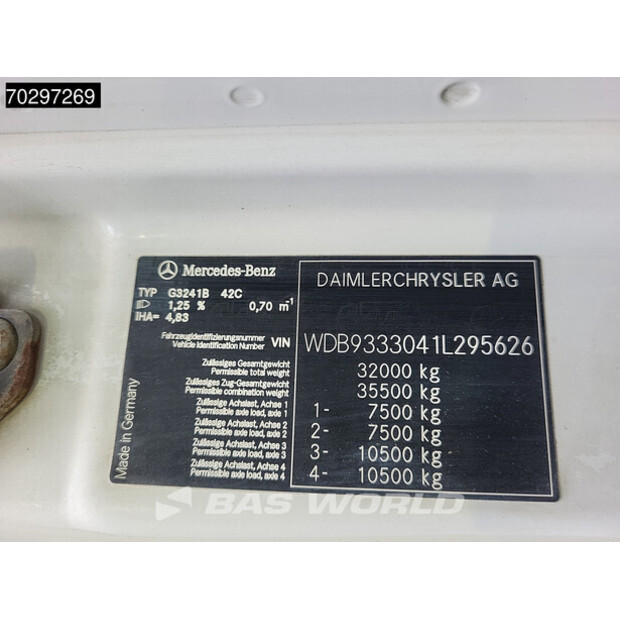 70297269
Mercedes-Benz
TYP G3241B 42C
1,25 % 0,70 m-1
IHA= 4,83
Fahrzeugidentifizierungsnummer
Vehicle Identification Number VIN
Zulässiges Gesamtgewicht
Permissible total weight
Zulässiges Zug-Gesamtgewicht
Permissible combination weight
Zulässige Achslast, Achse 1
Permissible axle load, axle 1
Zulässige Achslast, Achse 2
Permissible axle load, axle 2
Zulässige Achslast, Achse 3
Permissible axle load, axle 3
Zulässige Achslast, Achse 4
Permissible axle load, axle 4
Made in Germany
DAIMLERCHRYSLER AG
WDB9333041L295626
32000 kg
35500 kg
1- 7500 kg
2- 7500 kg
3- 10500 kg
4- 10500 kg
BAS WORLD